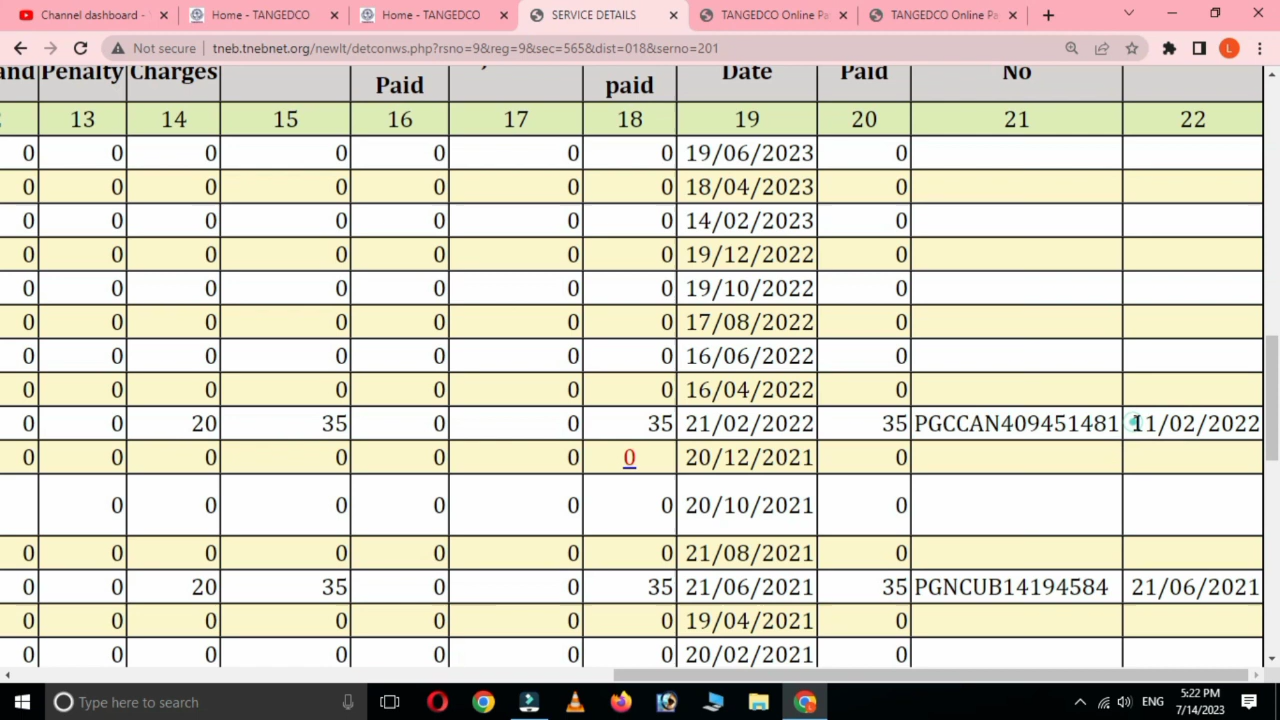 Channel dashboard -
Home - TANGEDCO
Home - TANGEDCO
SERVICE DETAILS
TANGEDCO Online Pa
TANGEDCO Online Pa
Not secure
tneb.tnebnet.org/newlt/detconws.php?rsno=9&reg=9&sec=565&dist=018&serno=201
and Penalty Charges Paid paid Date Paid No
13 14 15 16 17 18 19 20 21 22
0 0 0 0 0 0 0 19/06/2023 0
0 0 0 0 0 0 0 18/04/2023 0
0 0 0 0 0 0 0 14/02/2023 0
0 0 0 0 0 0 0 19/12/2022 0
0 0 0 0 0 0 0 19/10/2022 0
0 0 0 0 0 0 0 17/08/2022 0
0 0 0 0 0 0 0 16/06/2022 0
0 0 0 0 0 0 0 16/04/2022 0
0 0 20 35 0 0 35 21/02/2022 35 PGCCAN409451481 11/02/2022
0 0 0 0 0 0 0 20/12/2021 0
0 0 0 0 0 0 20/10/2021 0
0 0 0 0 0 0 0 21/08/2021 0
0 0 20 35 0 0 35 21/06/2021 35 PGNCUB14194584 21/06/2021
0 0 0 0 0 0 0 19/04/2021 0
0 0 0 0 0 0 0 20/02/2021 0
Type here to search
ENG
5:22 PM
7/14/2023